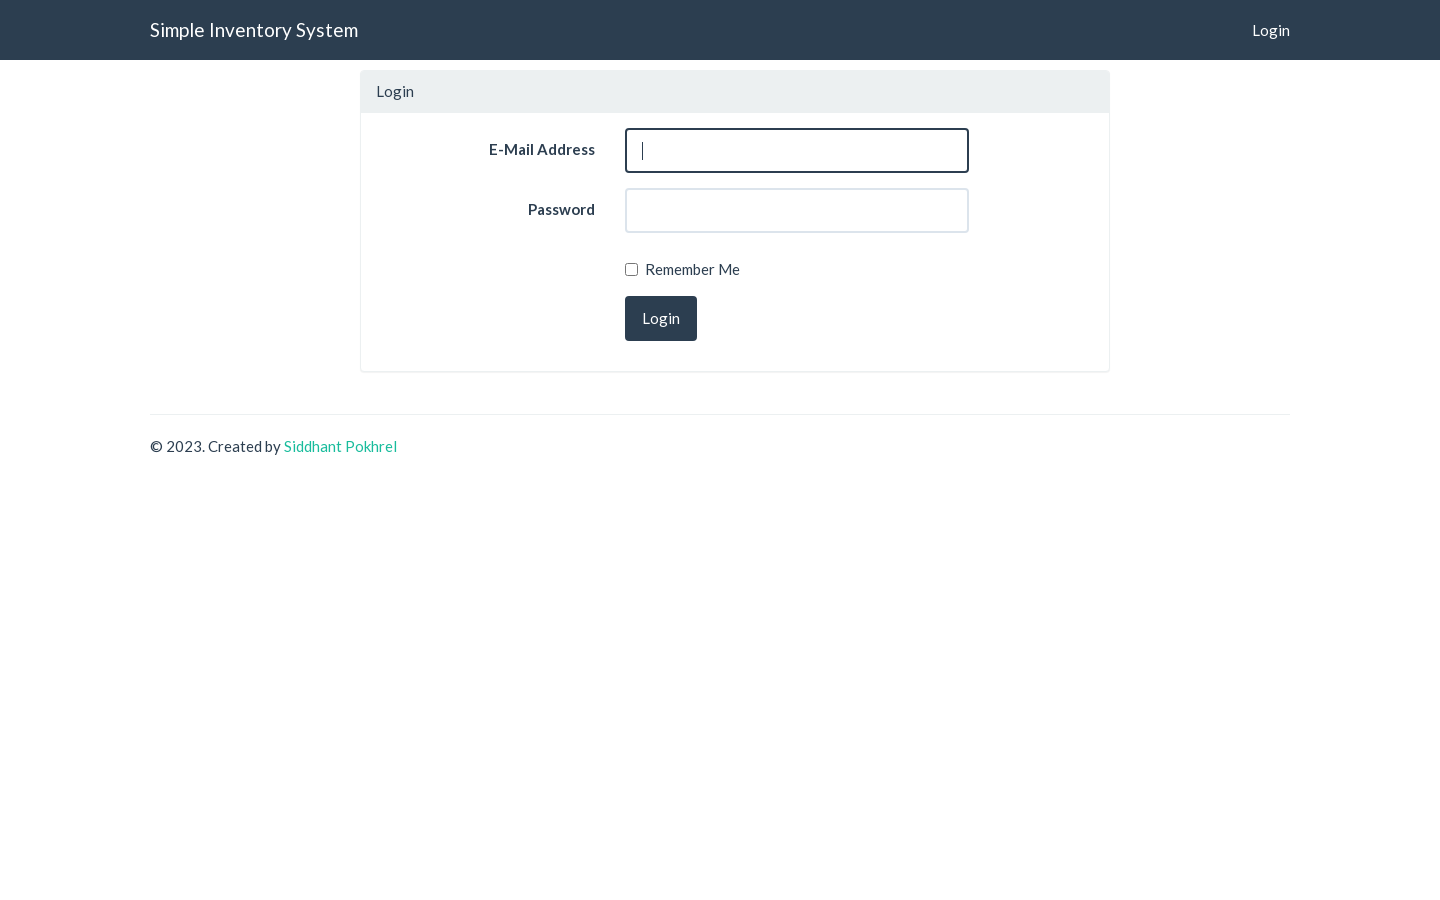 Simple Inventory System
Login
Login
E-Mail Address
Password
Remember Me
Login
© 2023. Created by Siddhant Pokhrel